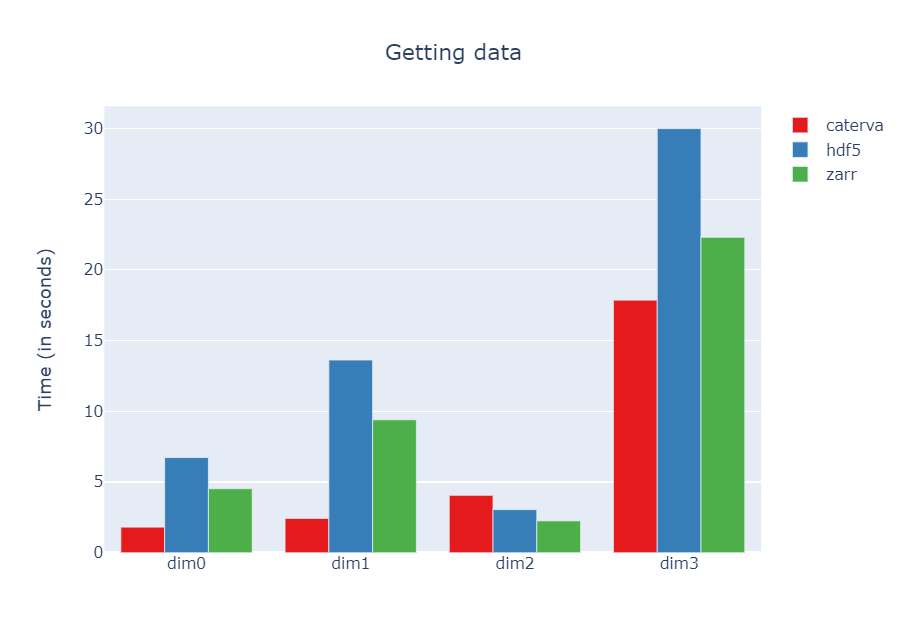 Getting data
30
25
20
15
10
5
0
Time (in seconds)
dim0 dim1 dim2 dim3
caterva
hdf5
zarr